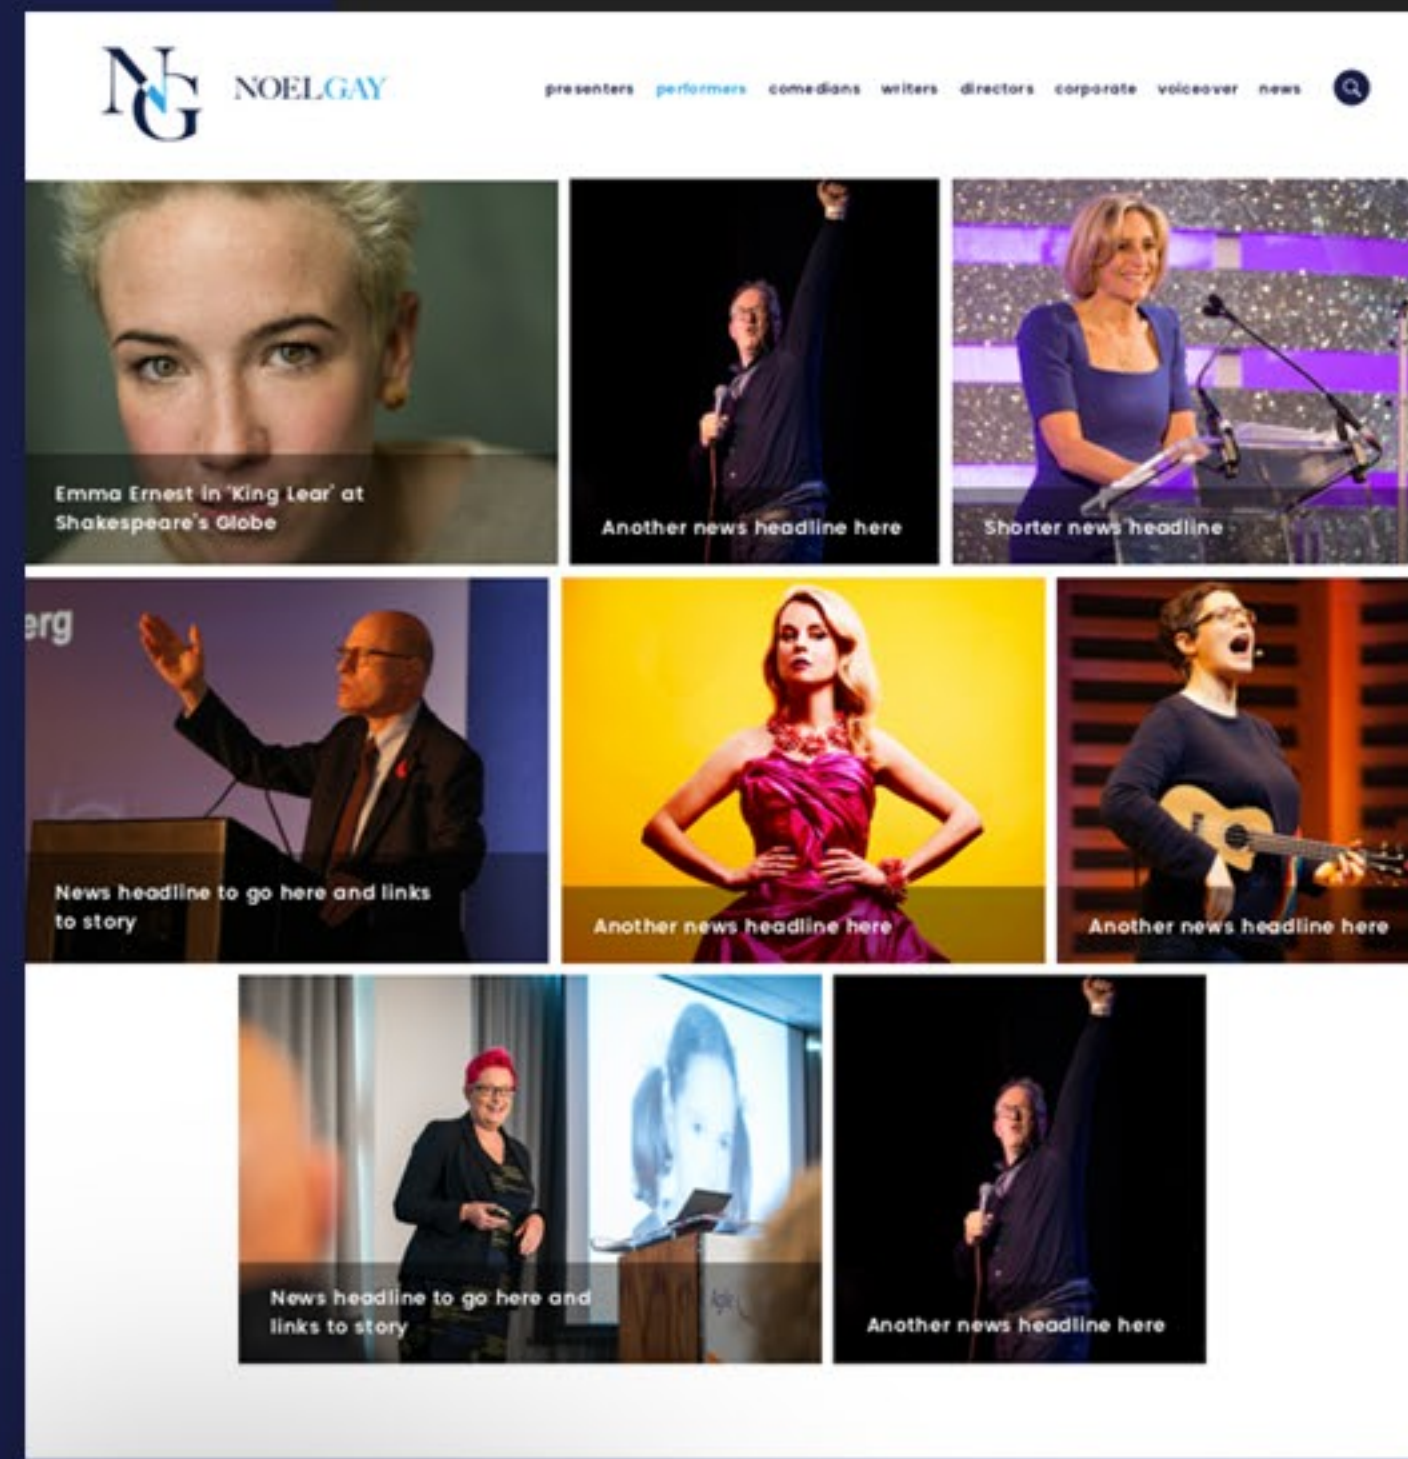 NG
NOELGAY
presenters performers comedians writers directors corporate voiceover news
Emma Ernest in 'King Lear' at
Shakespeare's Globe
Another news headline here
Shorter news headline
erg
News headline to go here and links
to story
Another news headline here
Another news headline here
News headline to go here and
links to story
Another news headline here